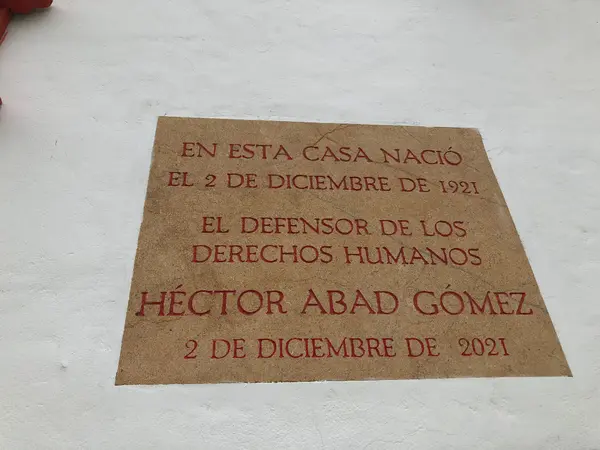 EN ESTA CASA NACIÓ
EL 2 DE DICIEMBRE DE 1921
EL DEFENSOR DE LOS
DERECHOS HUMANOS
HÉCTOR ABAD GÓMEZ
2 DE DICIEMBRE DE 2021